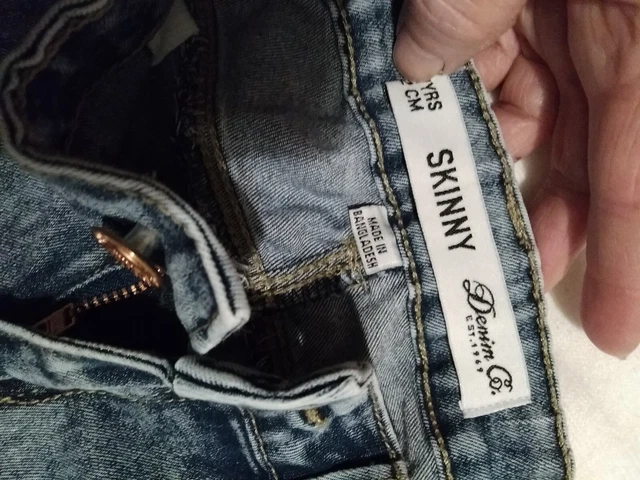 YRS
CM
SKINNY
Denim Co.
EST. 1969
MADE IN
BANGLADESH